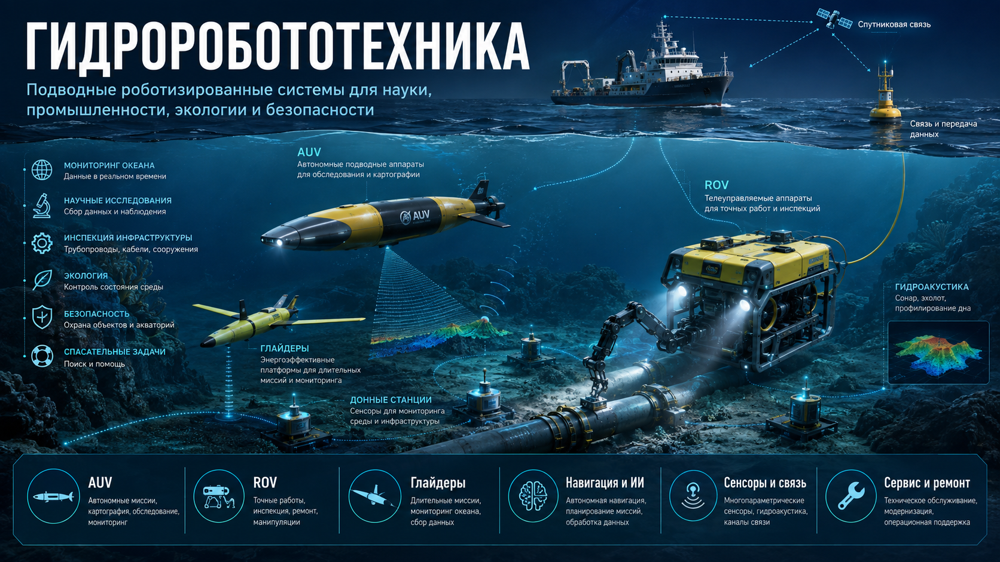 ГИДРОРОБОТОТЕХНИКА
Подводные роботизированные системы для науки,
промышленности, экологии и безопасности
Спутниковая связь
Связь и передача
данных
МОНИТОРИНГ ОКЕАНА
Данные в реальном времени
НАУЧНЫЕ ИССЛЕДОВАНИЯ
Сбор данных и наблюдения
ИНСПЕКЦИЯ ИНФРАСТРУКТУРЫ
Трубопроводы, кабели, сооружения
ЭКОЛОГИЯ
Контроль состояния среды
БЕЗОПАСНОСТЬ
Охрана объектов и акваторий
СПАСАТЕЛЬНЫЕ ЗАДАЧИ
Поиск и помощь
AUV
Автономные подводные аппараты
для обследования и картографии
AUV
ROV
Телеуправляемые аппараты
для точных работ и инспекций
ГИДРОАКУСТИКА
Сонар, эхолот,
профилирование дна
ГЛАЙДЕРЫ
Энергоэффективные
платформы для длительных
миссий и мониторинга
ДОННЫЕ СТАНЦИИ
Сенсоры для мониторинга
среды и инфраструктуры
AUV
Автономные миссии,
картография, обследование,
мониторинг
ROV
Точные работы,
инспекция, ремонт,
манипуляции
Глайдеры
Длительные миссии,
мониторинг океана,
сбор данных
Навигация и ИИ
Автономная навигация,
планирование миссий,
обработка данных
Сенсоры и связь
Многопараметрические
сенсоры, гидроакустика,
каналы связи
Сервис и ремонт
Техническое обслуживание,
модернизация,
операционная поддержка